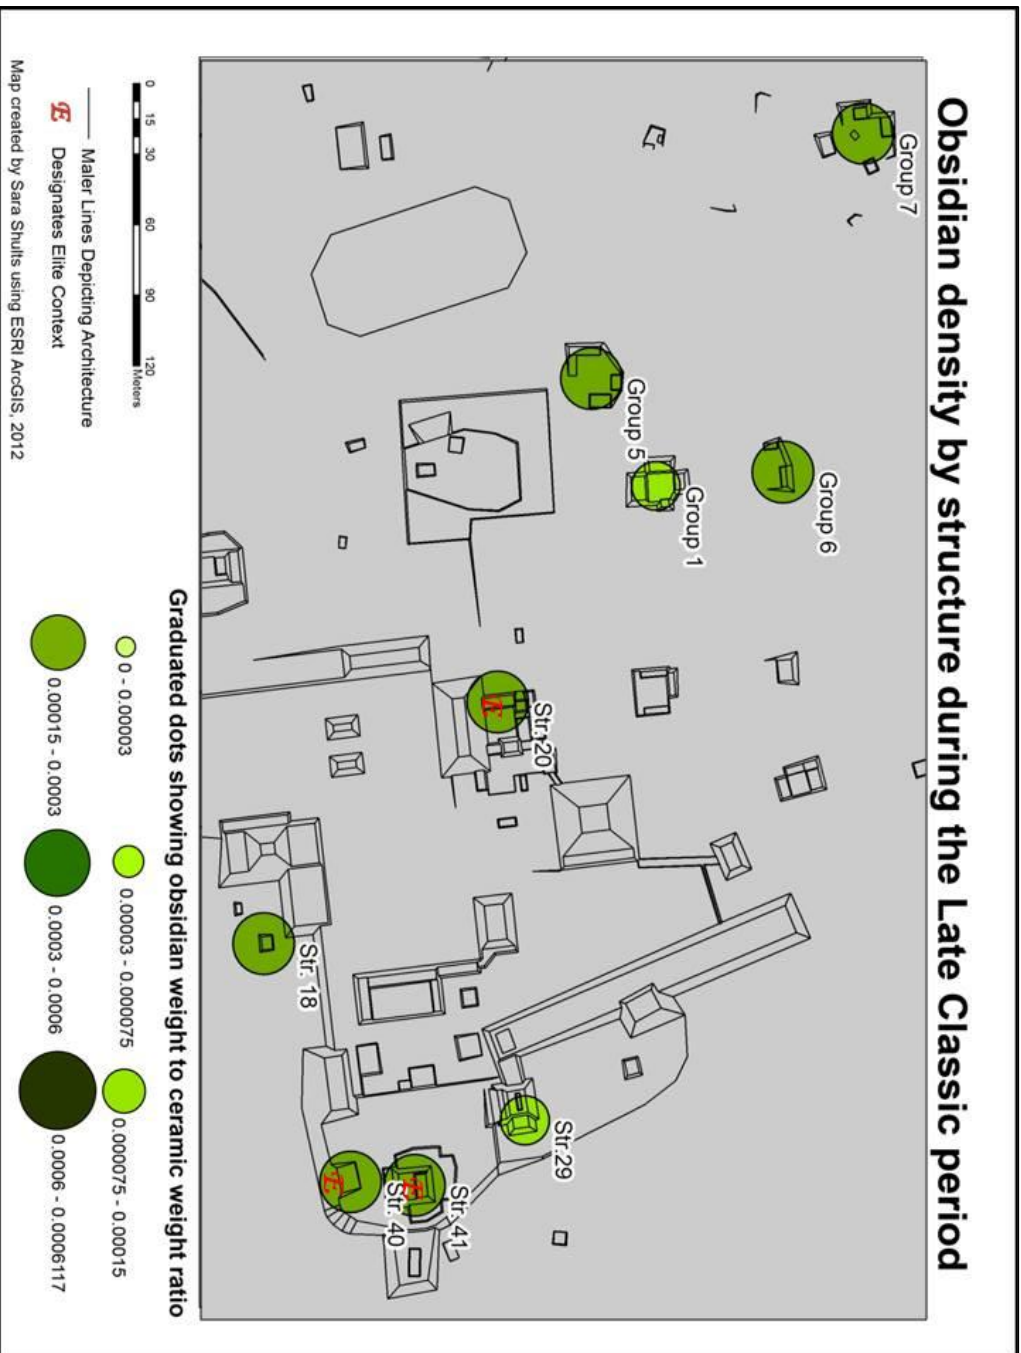 Obsidian density by structure during the Late Classic period
Group 7
Group 6
Group 5
Group 1
Str. 20
Str.29
Str. 18
Str. 41
Str. 40
E
E
E
0 15 30 60 90 120
Meters
Maler Lines Depicting Architecture
E Designates Elite Context
Map created by Sara Shults using ESRI ArcGIS, 2012
Graduated dots showing obsidian weight to ceramic weight ratio
0 - 0.00003
0.00003 - 0.000075
0.000075 - 0.00015
0.00015 - 0.0003
0.0003 - 0.0006
0.0006 - 0.0006117